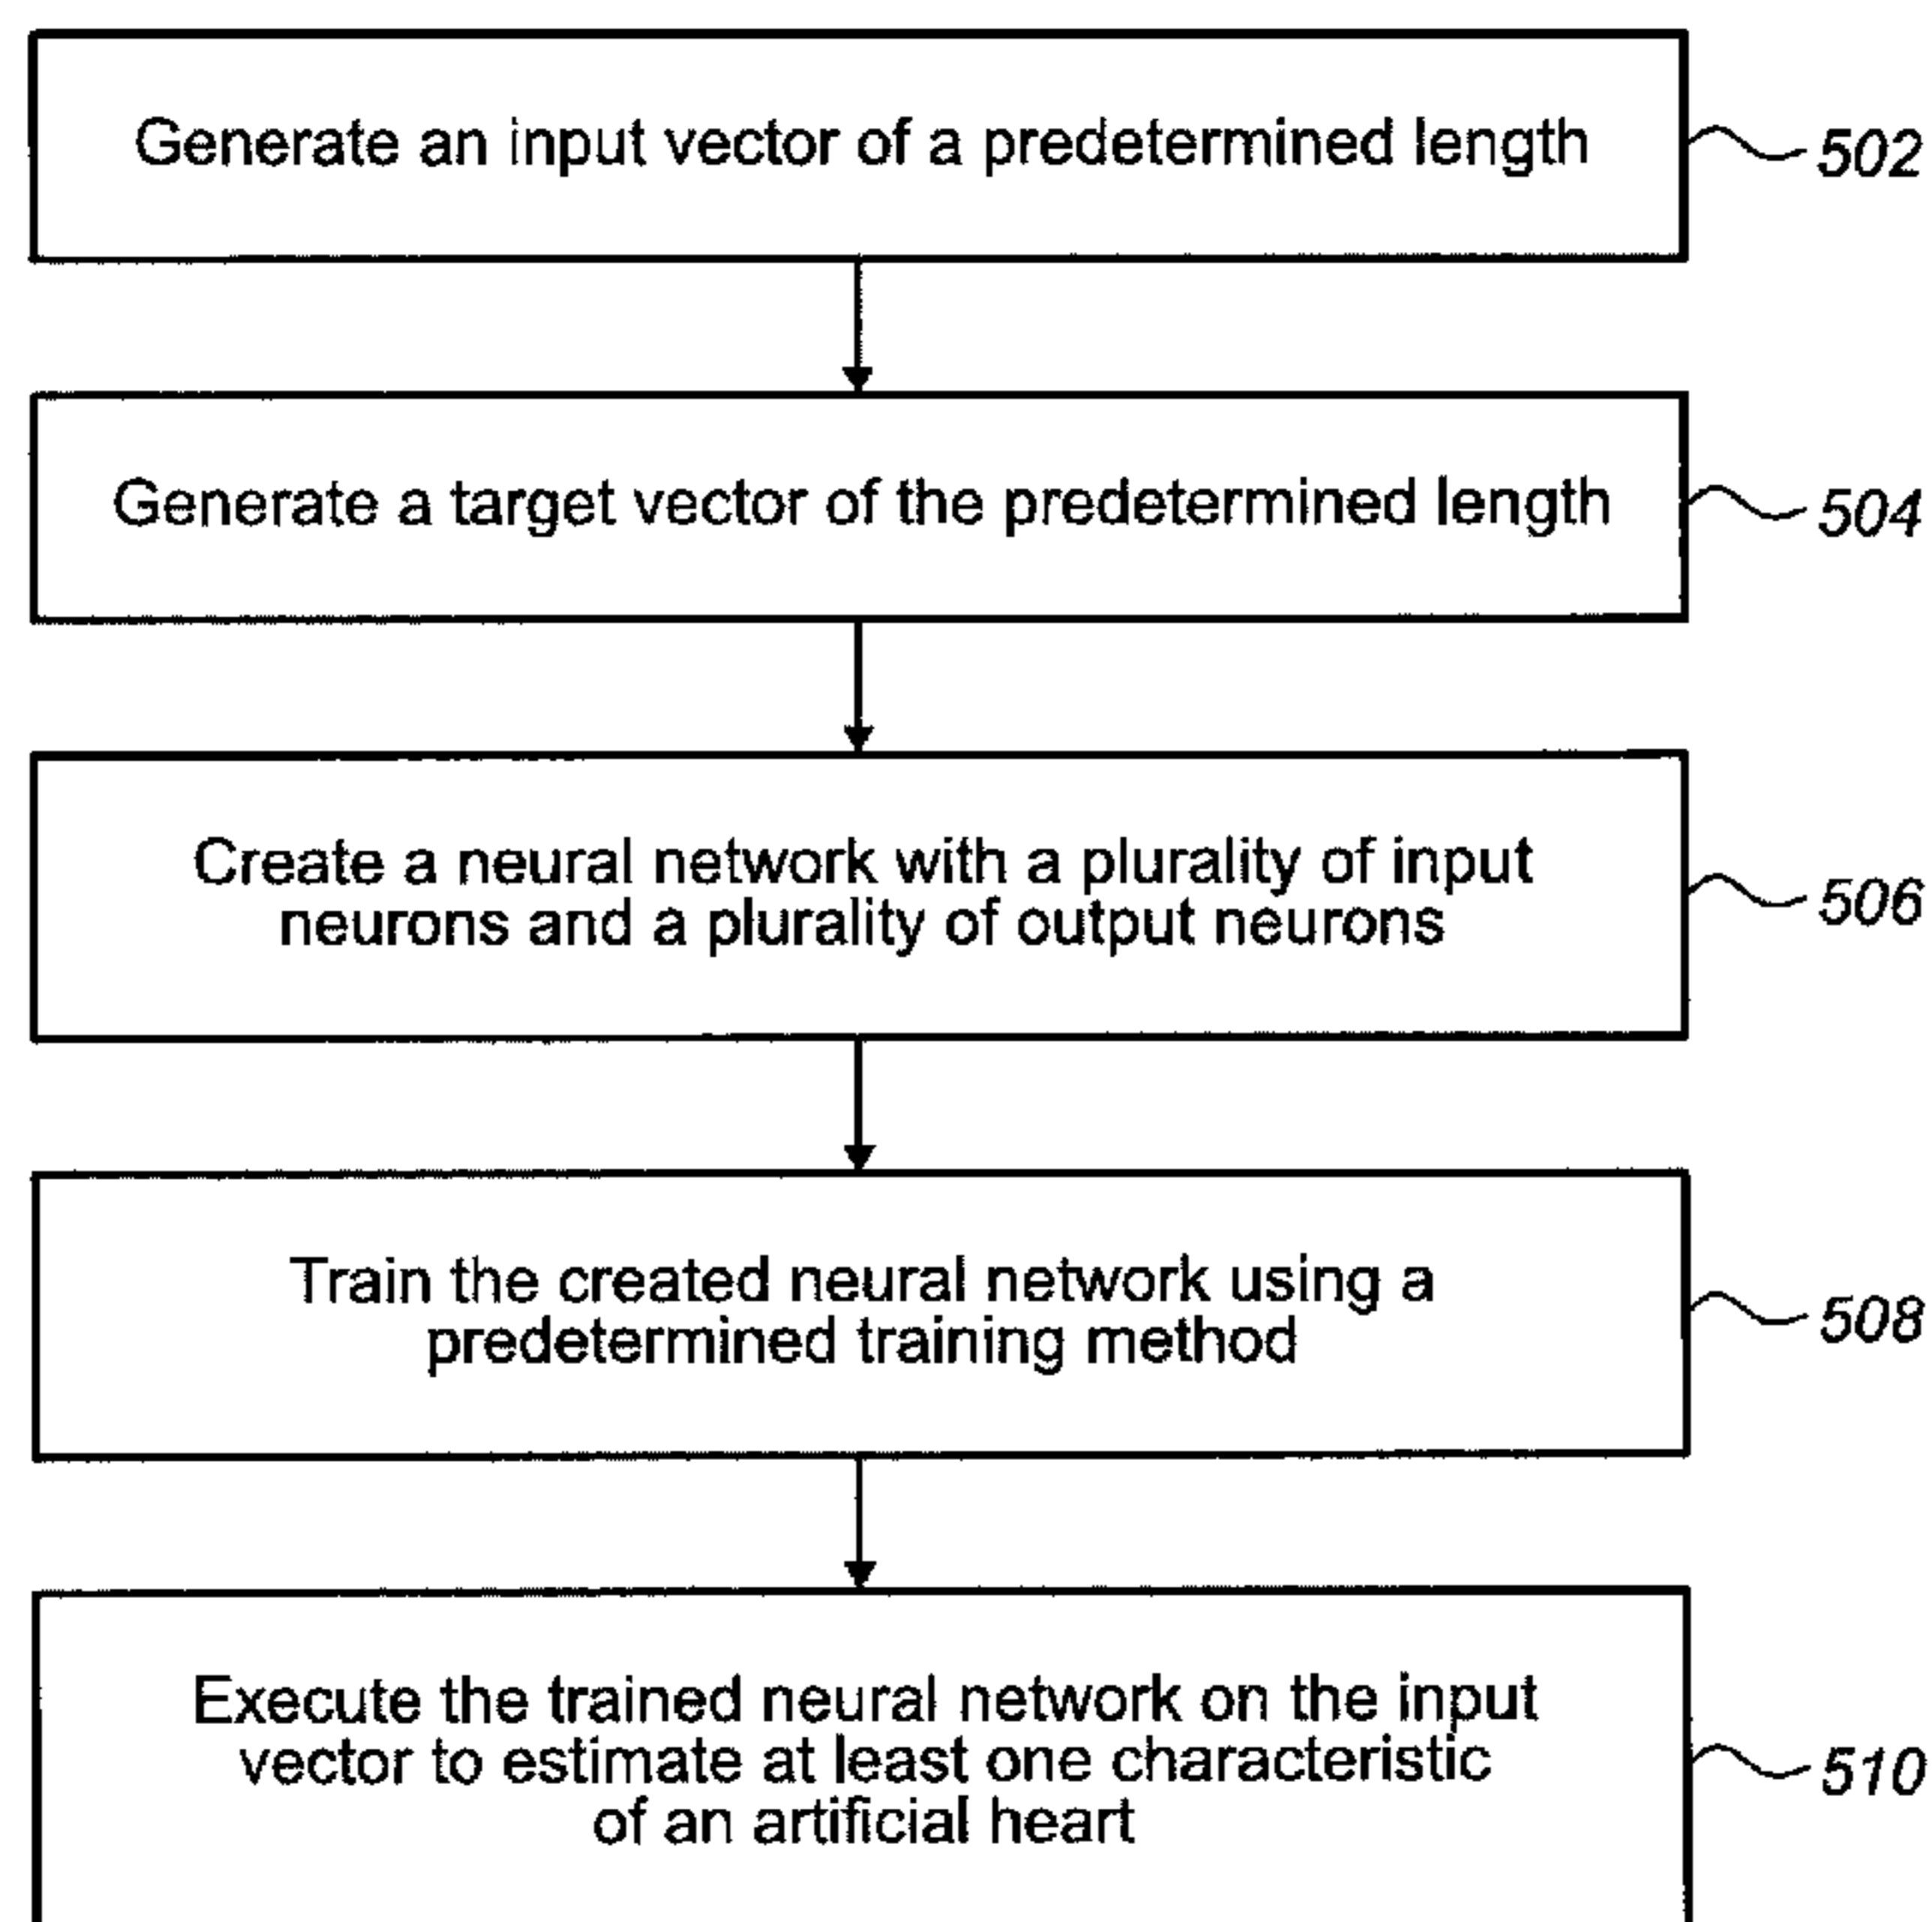 Generate an input vector of a predetermined length
502
Generate a target vector of the predetermined length
504
Create a neural network with a plurality of input
neurons and a plurality of output neurons
506
Train the created neural network using a
predetermined training method
508
Execute the trained neural network on the input
vector to estimate at least one characteristic
of an artificial heart
510